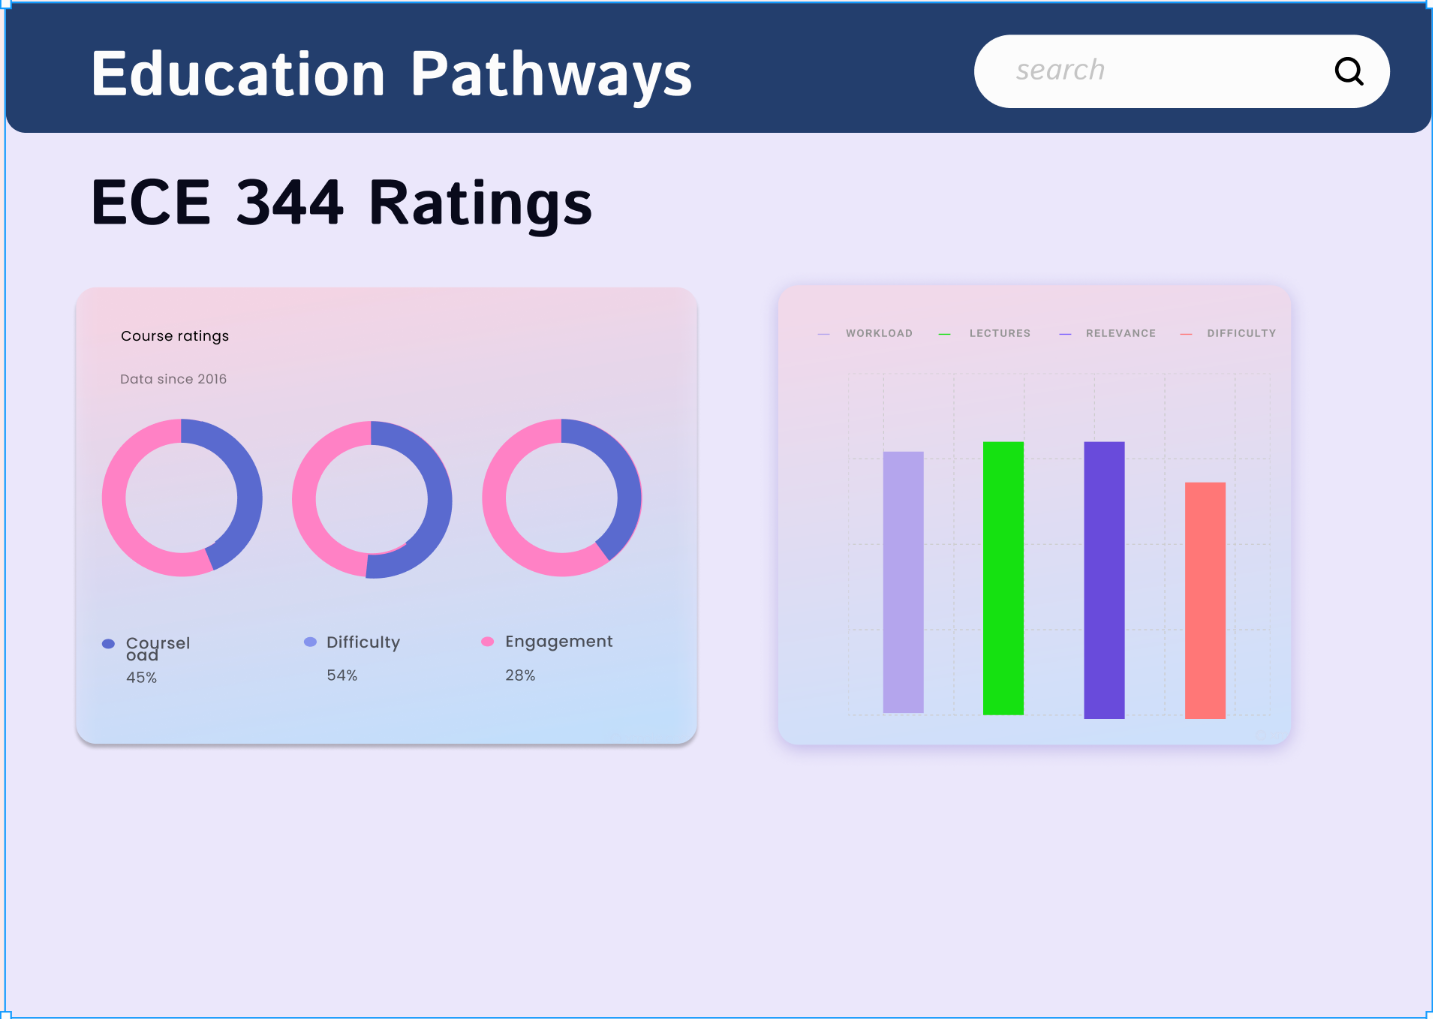 Education Pathways
search
ECE 344 Ratings
Course ratings
Data since 2016
Coursel
oad
45%
Difficulty
54%
Engagement
28%
WORKLOAD LECTURES RELEVANCE DIFFICULTY